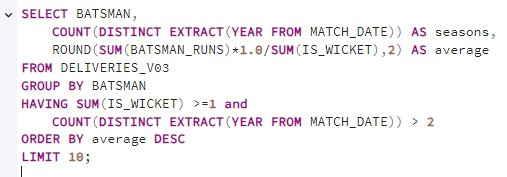 SELECT BATSMAN,
COUNT(DISTINCT EXTRACT(YEAR FROM MATCH_DATE)) AS seasons,
ROUND(SUM(BATSMAN_RUNS)*1.0/SUM(IS_WICKET),2) AS average
FROM DELIVERIES_V03
GROUP BY BATSMAN
HAVING SUM(IS_WICKET) >=1 and
COUNT(DISTINCT EXTRACT(YEAR FROM MATCH_DATE)) > 2
ORDER BY average DESC
LIMIT 10;